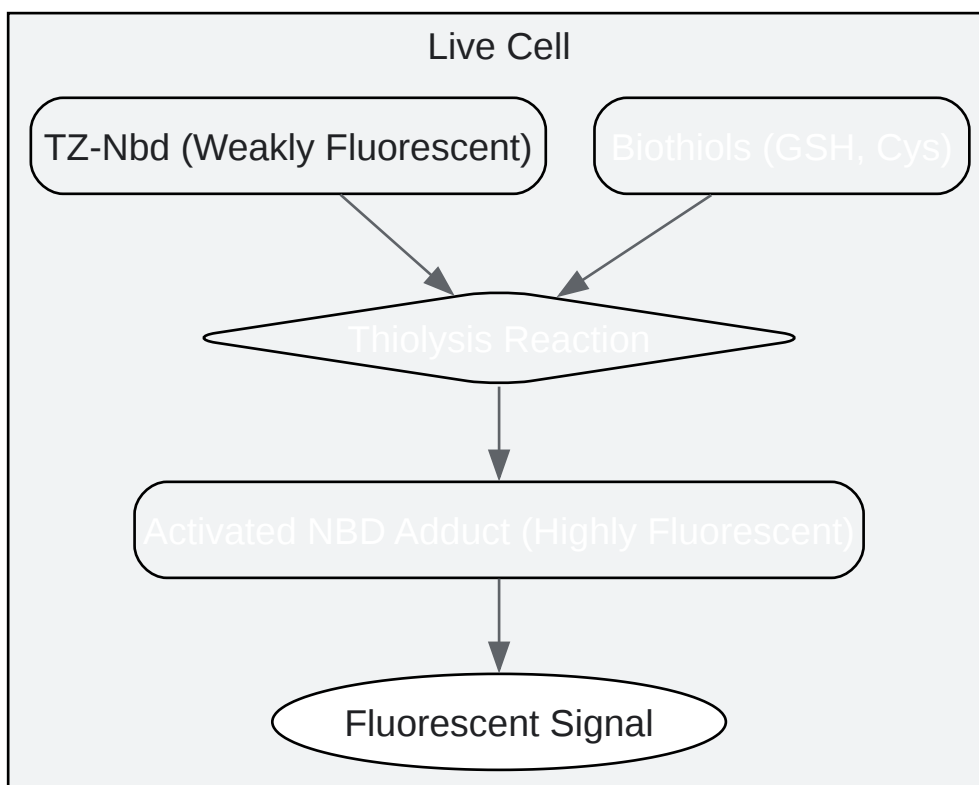 Live Cell
TZ-Nbd (Weakly Fluorescent)
Biothiols (GSH, Cys)
Thiolysis Reaction
Activated NBD Adduct (Highly Fluorescent)
Fluorescent Signal